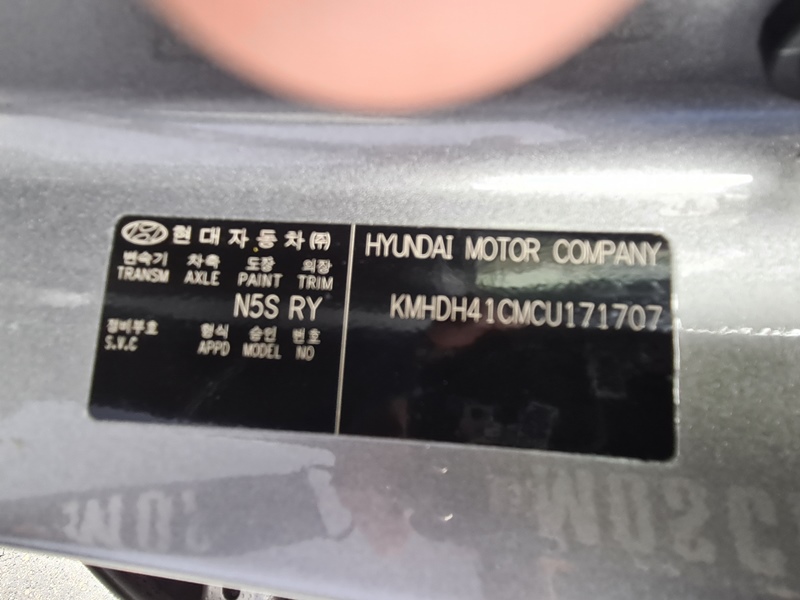 현대자동차㈜
변속기 차축 도장 외장
TRANSM AXLE PAINT TRIM
N5S RY
정비부호 형식 승인 번호
S.V.C APPD MODEL NO
HYUNDAI MOTOR COMPANY
KMHDH41CMCU171707